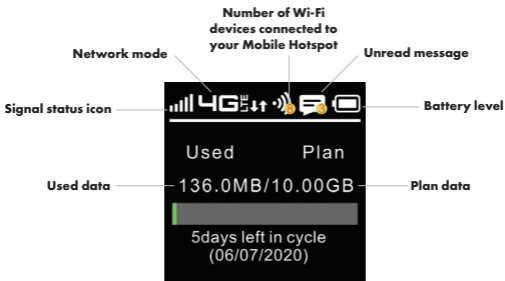 Number of Wi-Fi
devices connected to
your Mobile Hotspot
Network mode
Unread message
Signal status icon
4G LTE
Battery level
Used Plan
Used data
136.0MB/10.00GB
Plan data
5days left in cycle
(06/07/2020)